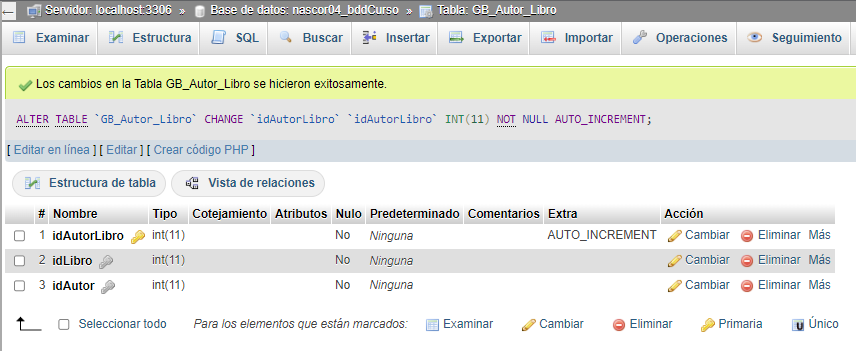 Servidor: localhost:3306 » Base de datos: nascor04_bddCurso » Tabla: GB_Autor_Libro
Examinar Estructura SQL Buscar Insertar Exportar Importar Operaciones Seguimiento
Los cambios en la Tabla GB_Autor_Libro se hicieron exitosamente.
ALTER TABLE `GB_Autor_Libro` CHANGE `idAutorLibro` `idAutorLibro` INT(11) NOT NULL AUTO_INCREMENT;
[ Editar en línea ] [ Editar ] [ Crear código PHP ]
Estructura de tabla Vista de relaciones
# Nombre Tipo Cotejamiento Atributos Nulo Predeterminado Comentarios Extra Acción
1 idAutorLibro int(11) No Ninguna AUTO_INCREMENT Cambiar Eliminar Más
2 idLibro int(11) No Ninguna Cambiar Eliminar Más
3 idAutor int(11) No Ninguna Cambiar Eliminar Más
Seleccionar todo Para los elementos que están marcados: Examinar Cambiar Eliminar Primaria Único